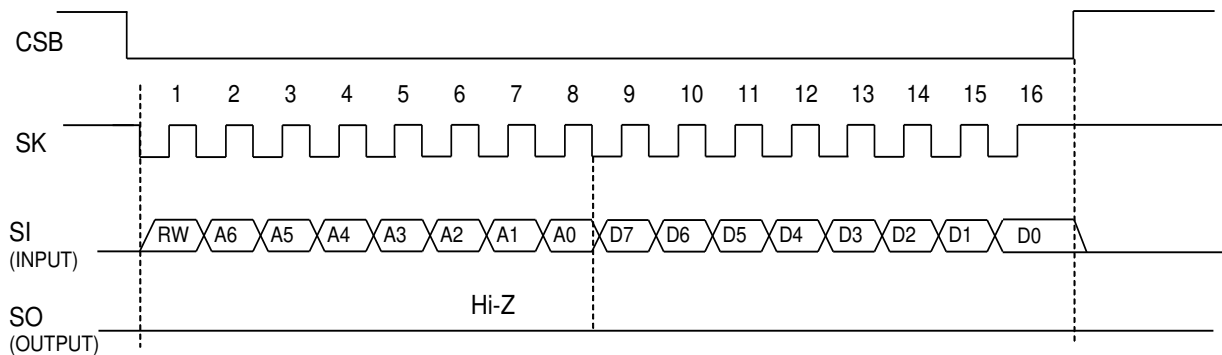 CSB
1 2 3 4 5 6 7 8 9 10 11 12 13 14 15 16
SK
SI
(INPUT)
RW A6 A5 A4 A3 A2 A1 A0 D7 D6 D5 D4 D3 D2 D1 D0
Hi-Z
SO
(OUTPUT)